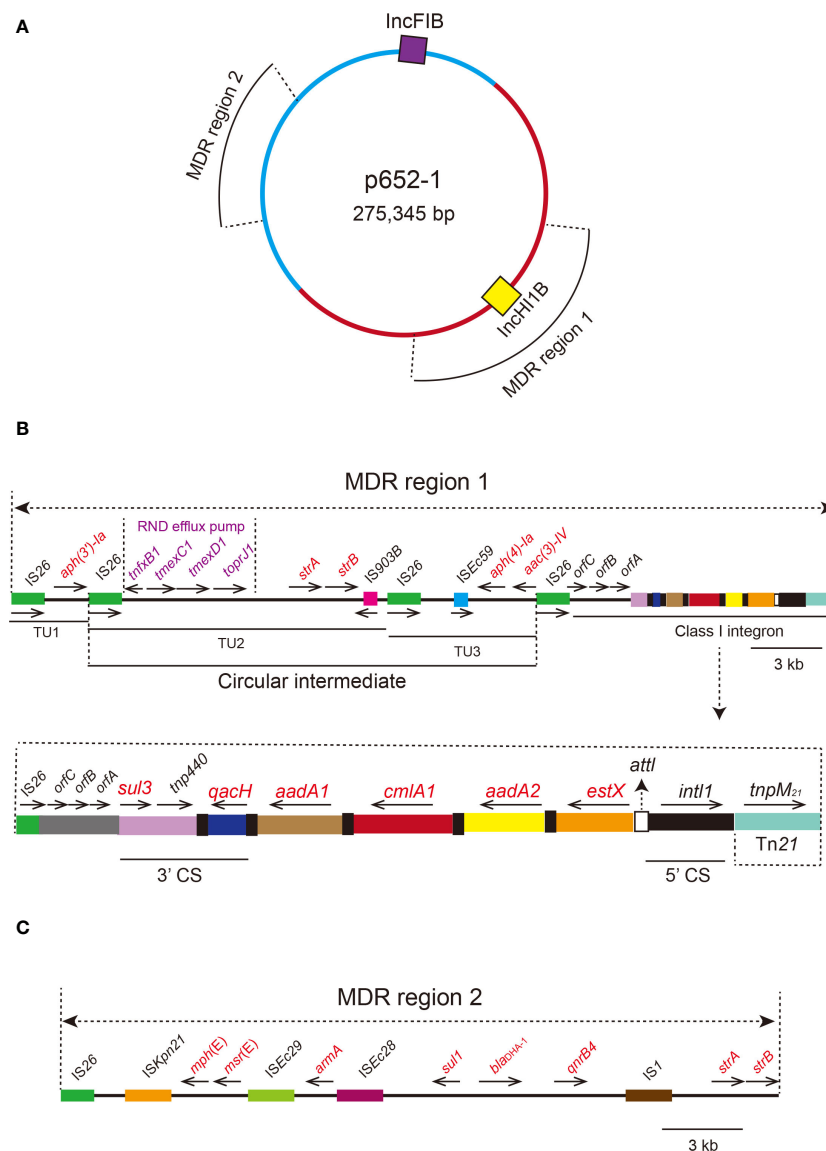 A
IncFIB
MDR region 2
p652-1
275,345 bp
IncHI1B
MDR region 1
B
MDR region 1
RND efflux pump
IS26 aph(3')-Ia IS26 tnfxB1 tmexC1 tmexD1 toprJ1 strA strB IS903B IS26 ISEc59 aph(4)-Ia aac(3)-IV IS26 orfC orfB orfA
TU1 TU2 TU3 Class I integron
Circular intermediate
3 kb
IS26 orfC orfB orfA sul3 tnp440 qacH aadA1 cmlA1 aadA2 estX attI intI1 tnpM21
Tn21
3' CS 5' CS
C
MDR region 2
IS26 ISKpn21 mph(E) msr(E) ISEc29 armA ISEc28 sul1 blaDHA-1 qnrB4 IS1 strA strB
3 kb